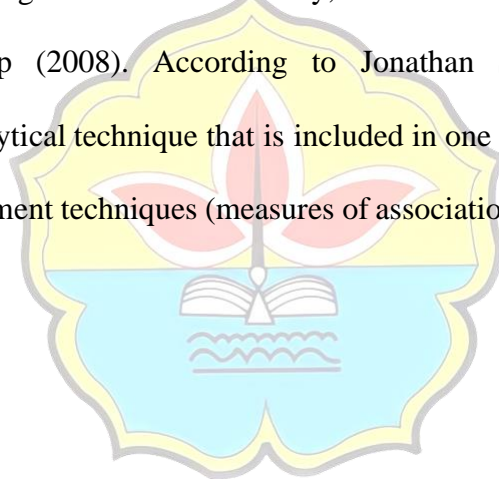 p (2008). According to Jonathan
ytical technique that is included in one
ment techniques (measures of associatio